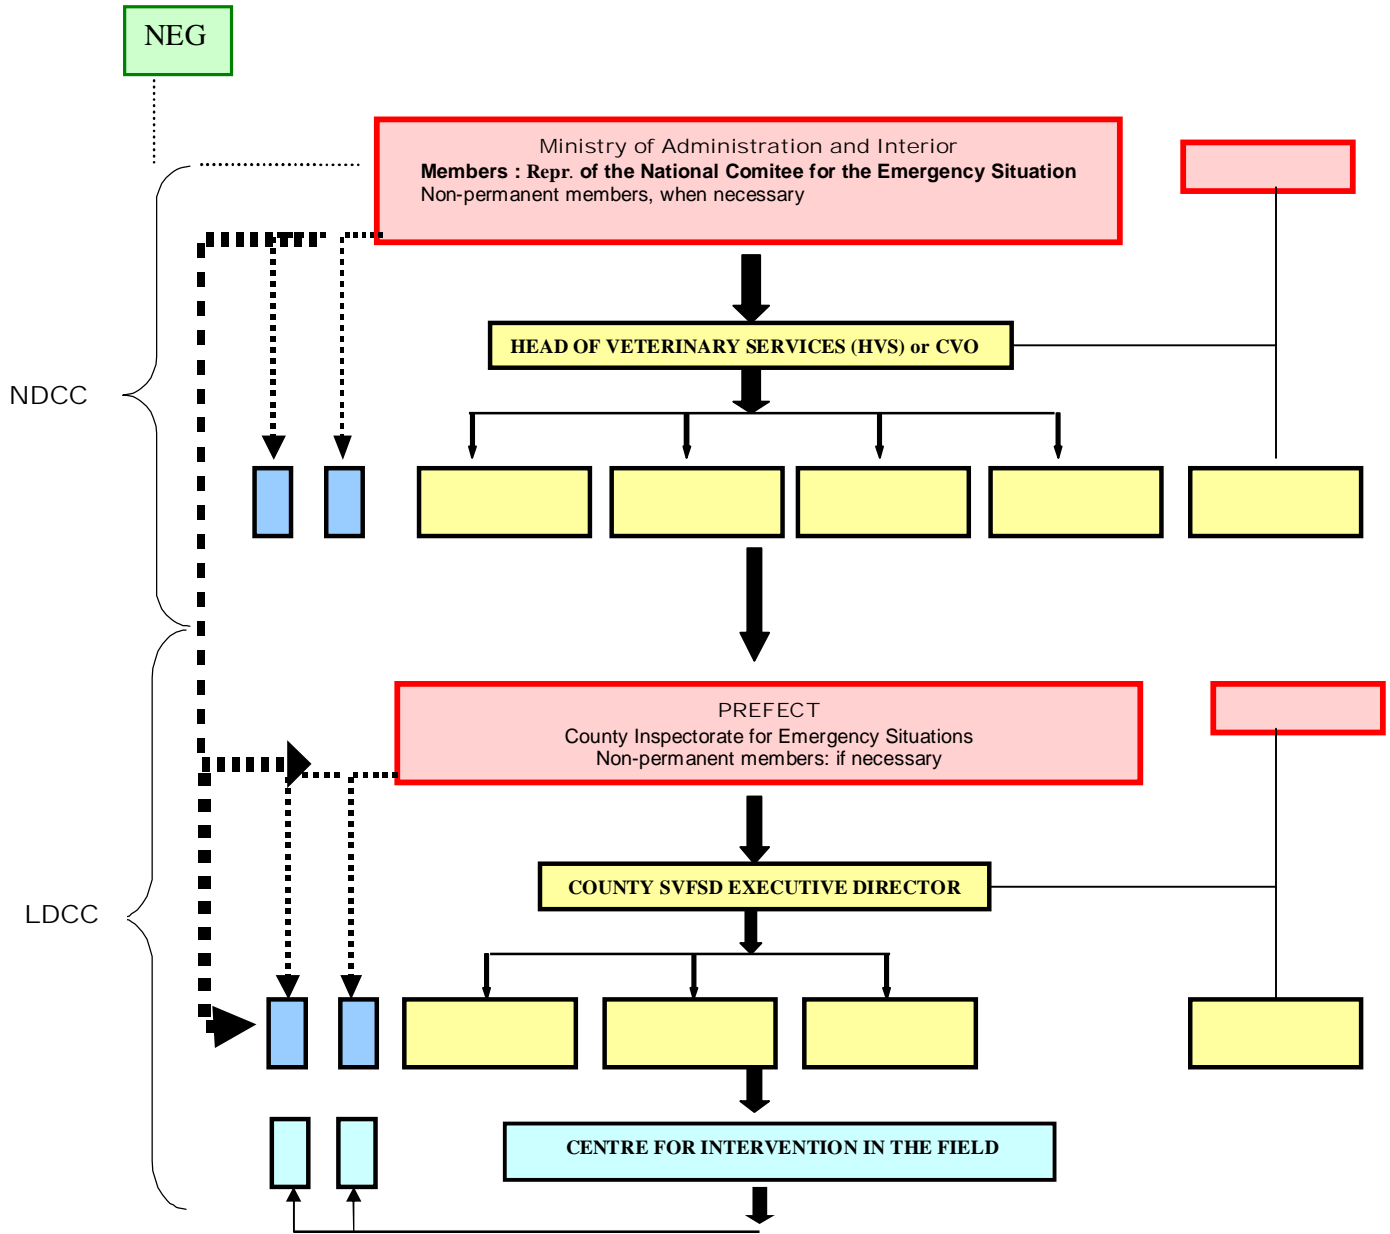 NEG
Ministry of Administration and Interior
Members : Repr. of the National Comitee for the Emergency Situation
Non-permanent members, when necessary
HEAD OF VETERINARY SERVICES (HVS) or CVO
NDCC
PREFECT
County Inspectorate for Emergency Situations
Non-permanent members: if necessary
COUNTY SVFSD EXECUTIVE DIRECTOR
LDCC
CENTRE FOR INTERVENTION IN THE FIELD